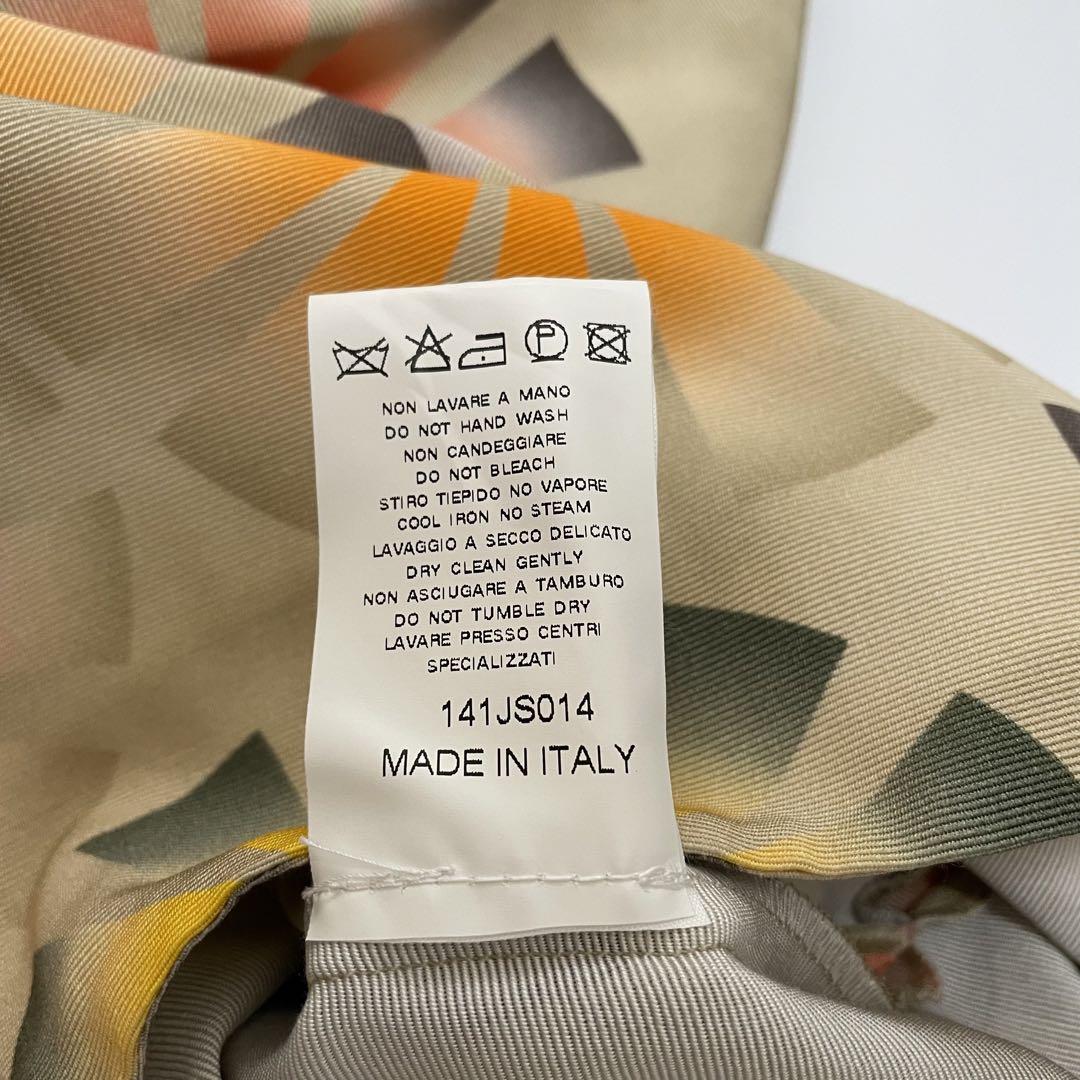 P
NON LAVARE A MANO
DO NOT HAND WASH
NON CANDEGGIARE
DO NOT BLEACH
STIRO TIEPIDO NO VAPORE
COOL IRON NO STEAM
LAVAGGIO A SECCO DELICATO
DRY CLEAN GENTLY
NON ASCIUGARE A TAMBURO
DO NOT TUMBLE DRY
LAVARE PRESSO CENTRI
SPECIALIZZATI
141JS014
MADE IN ITALY